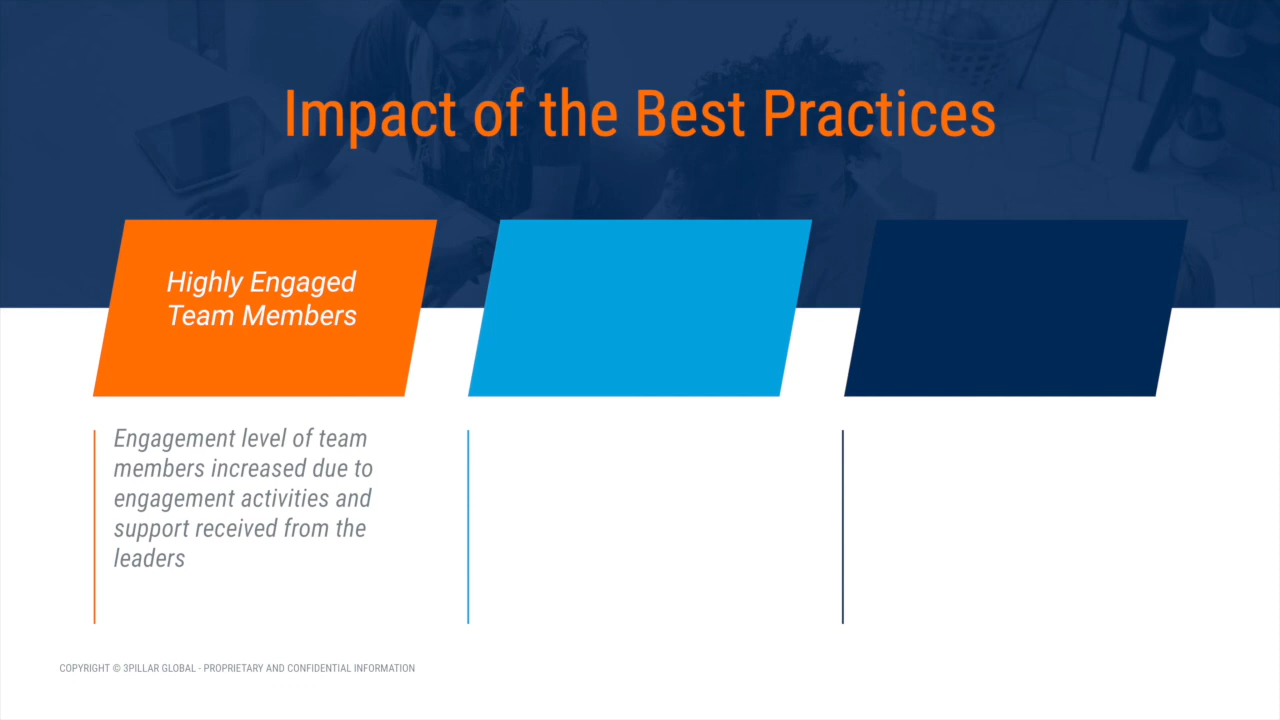 Impact of the Best Practices
Highly Engaged
Team Members
Engagement level of team
members increased due to
engagement activities and
support received from the
leaders
COPYRIGHT © 3PILLAR GLOBAL - PROPRIETARY AND CONFIDENTIAL INFORMATION